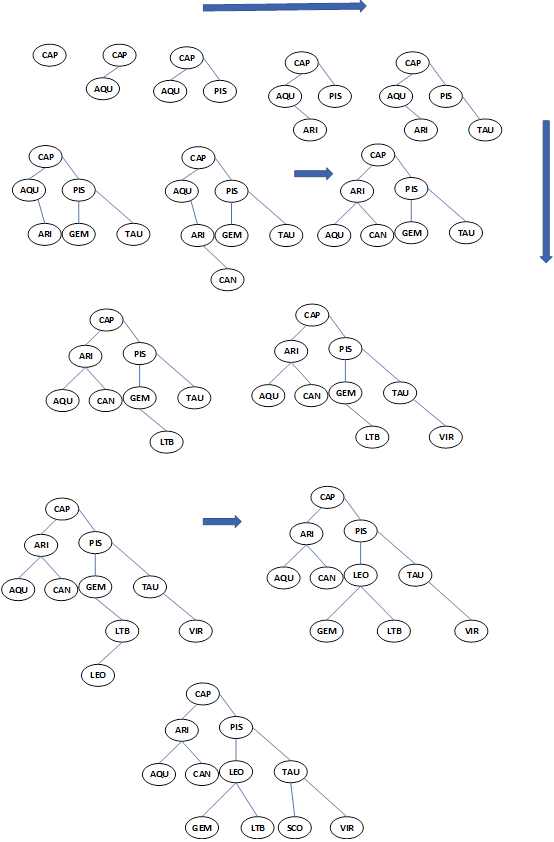 CAP CAP CAP CAP CAP
AQU AQU PIS AQU PIS AQU PIS
ARI ARI TAU
CAP CAP CAP
AQU PIS AQU PIS ARI PIS
ARI GEM TAU ARI GEM TAU AQU CAN GEM TAU
CAN
CAP CAP
ARI PIS ARI PIS
AQU CAN GEM TAU AQU CAN GEM TAU
LTB LTB VIR
CAP CAP
ARI PIS ARI PIS
AQU CAN GEM TAU AQU CAN LEO TAU
LTB VIR GEM LTB VIR
LEO
CAP
ARI PIS
AQU CAN LEO TAU
GEM LTB SCO VIR